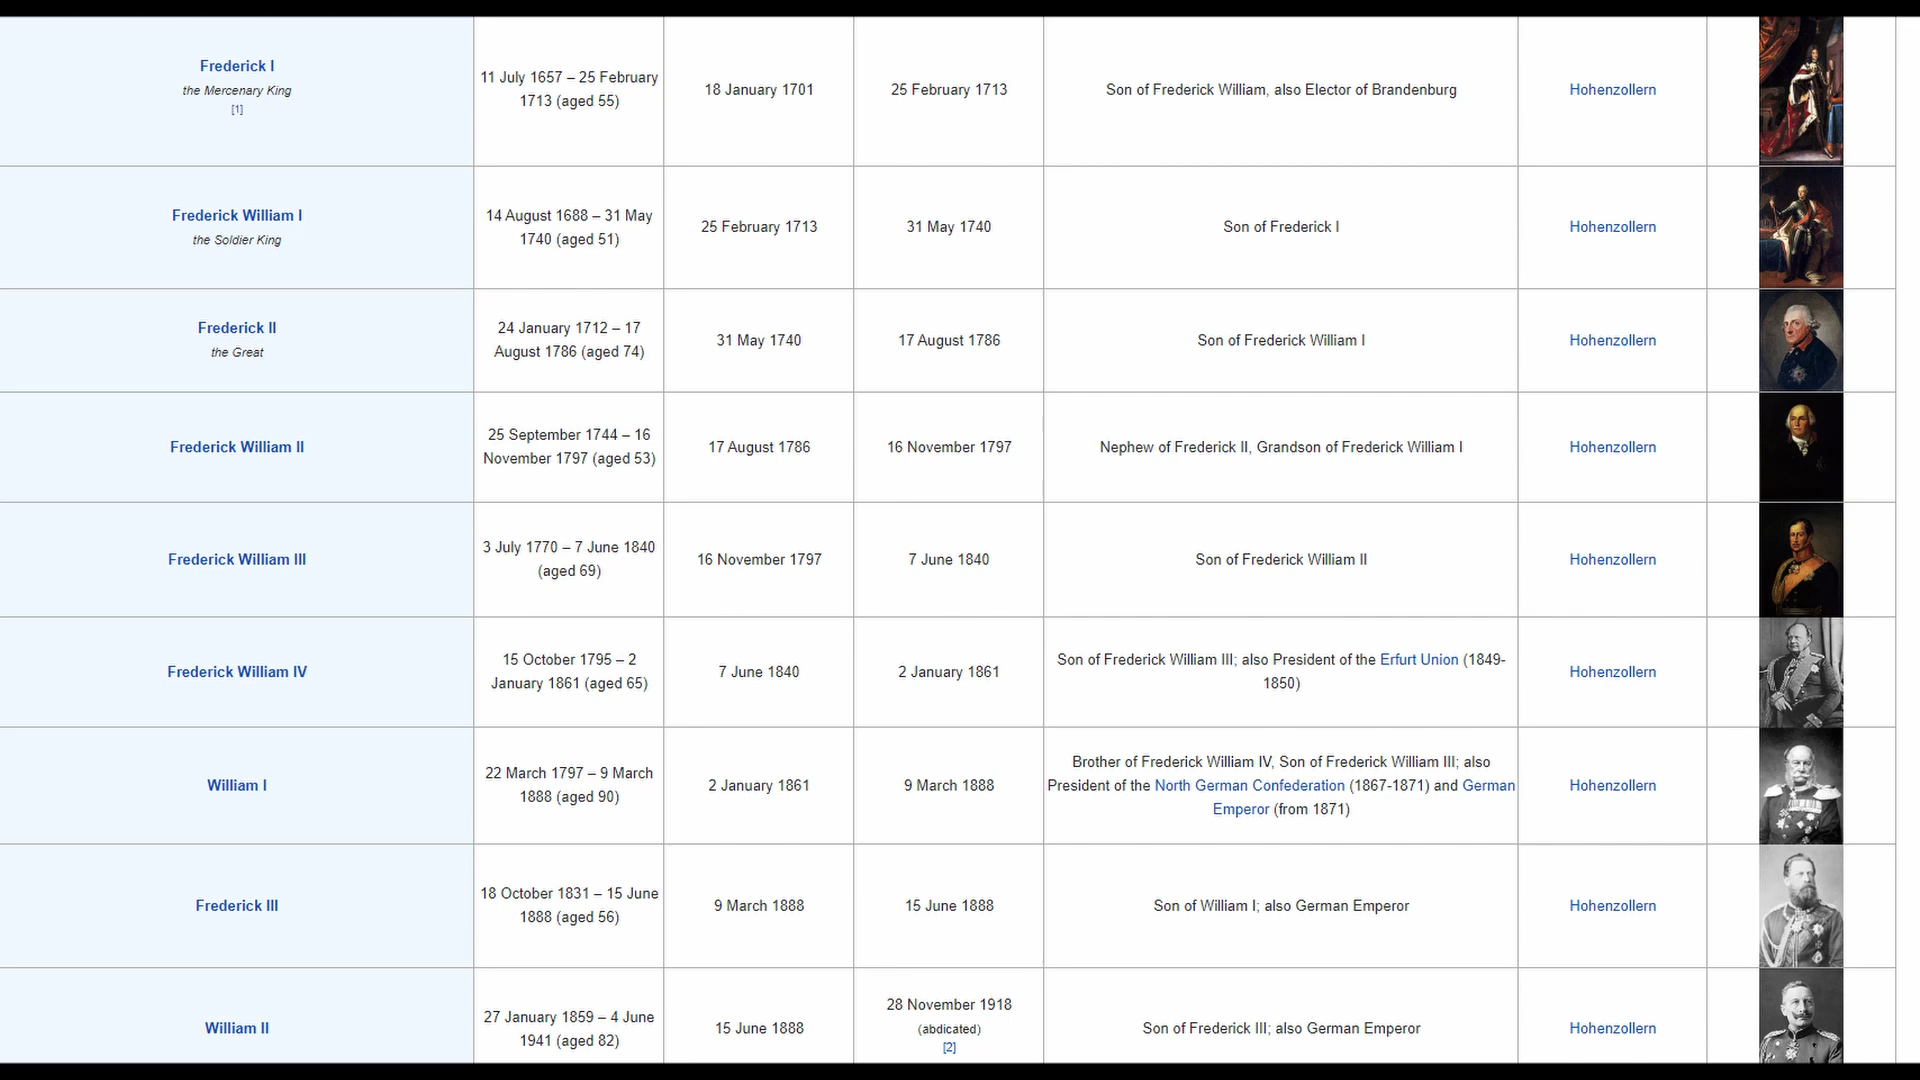 Frederick I
the Mercenary King
[1]
11 July 1657 – 25 February
1713 (aged 55)
18 January 1701
25 February 1713
Son of Frederick William, also Elector of Brandenburg
Hohenzollern
Frederick William I
the Soldier King
14 August 1688 – 31 May
1740 (aged 51)
25 February 1713
31 May 1740
Son of Frederick I
Hohenzollern
Frederick II
the Great
24 January 1712 – 17
August 1786 (aged 74)
31 May 1740
17 August 1786
Son of Frederick William I
Hohenzollern
Frederick William II
25 September 1744 – 16
November 1797 (aged 53)
17 August 1786
16 November 1797
Nephew of Frederick II, Grandson of Frederick William I
Hohenzollern
Frederick William III
3 July 1770 – 7 June 1840
(aged 69)
16 November 1797
7 June 1840
Son of Frederick William II
Hohenzollern
Frederick William IV
15 October 1795 – 2
January 1861 (aged 65)
7 June 1840
2 January 1861
Son of Frederick William III; also President of the Erfurt Union (1849-
1850)
Hohenzollern
William I
22 March 1797 – 9 March
1888 (aged 90)
2 January 1861
9 March 1888
Brother of Frederick William IV, Son of Frederick William III; also
President of the North German Confederation (1867-1871) and German
Emperor (from 1871)
Hohenzollern
Frederick III
18 October 1831 – 15 June
1888 (aged 56)
9 March 1888
15 June 1888
Son of William I; also German Emperor
Hohenzollern
William II
27 January 1859 – 4 June
1941 (aged 82)
15 June 1888
28 November 1918
(abdicated)
[2]
Son of Frederick III; also German Emperor
Hohenzollern